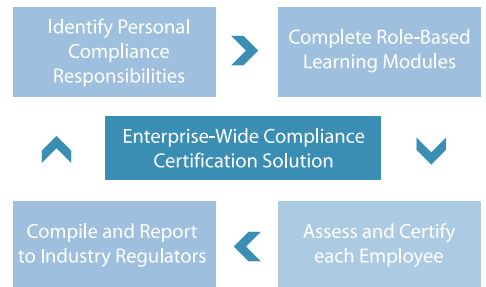 Identify Personal
Compliance
Responsibilities
Complete Role-Based
Learning Modules
Enterprise-Wide Compliance
Certification Solution
Compile and Report
to Industry Regulators
Assess and Certify
each Employee